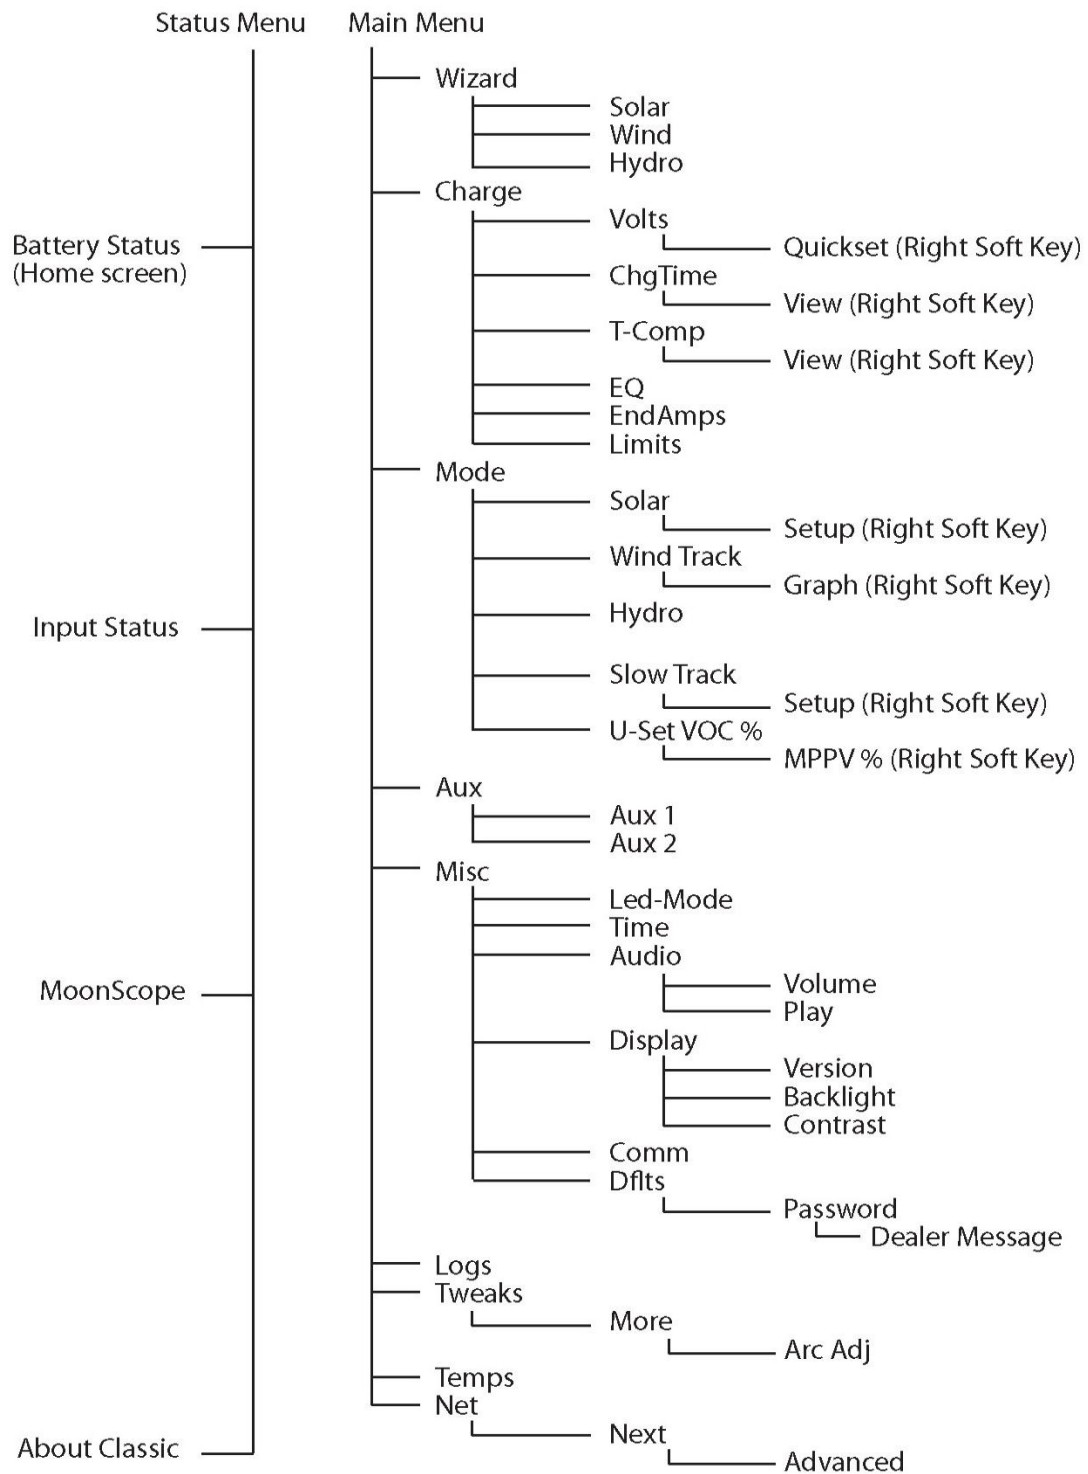 Status Menu
Main Menu
Wizard
Solar
Wind
Hydro
Charge
Volts
Battery Status
(Home screen)
Quickset (Right Soft Key)
ChgTime
View (Right Soft Key)
T-Comp
View (Right Soft Key)
EQ
EndAmps
Limits
Mode
Solar
Setup (Right Soft Key)
Wind Track
Graph (Right Soft Key)
Hydro
Input Status
Slow Track
Setup (Right Soft Key)
U-Set VOC %
MPPV % (Right Soft Key)
Aux
Aux 1
Aux 2
Misc
Led-Mode
Time
Audio
Volume
MoonScope
Play
Display
Version
Backlight
Contrast
Comm
Dflts
Password
Dealer Message
Logs
Tweaks
More
Arc Adj
Temps
Net
Next
About Classic
Advanced